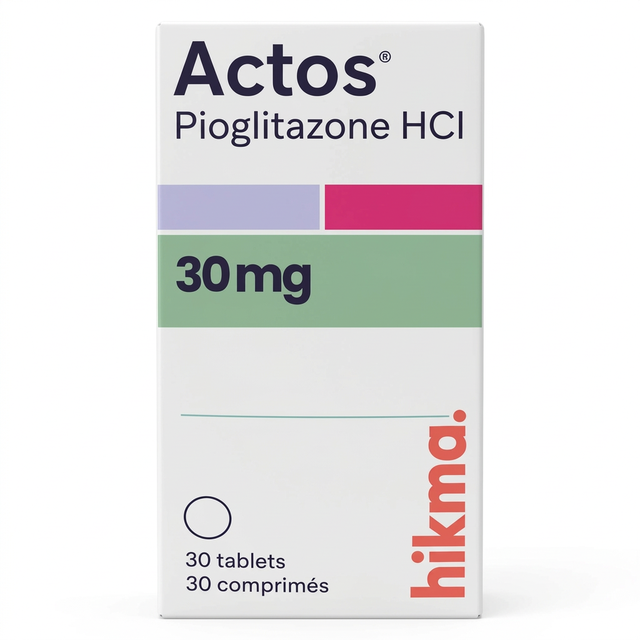 Actos®
Pioglitazone HCl
30 mg
30 tablets
30 comprimés
hikma.